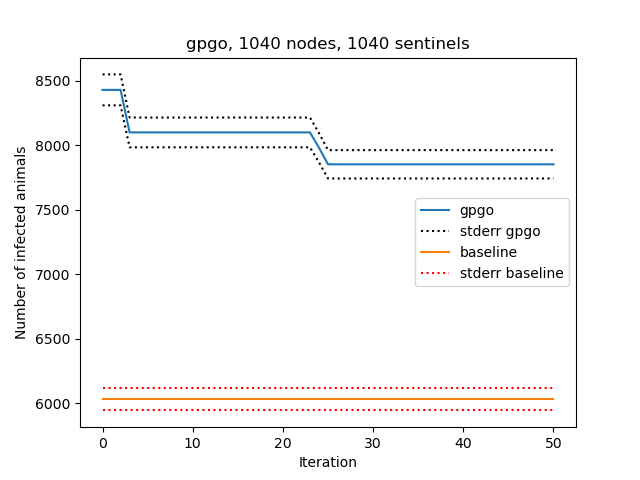 gpgo, 1040 nodes, 1040 sentinels
8500
8000
7500
7000
6500
6000
Number of infected animals
gpgo
stderr gpgo
baseline
stderr baseline
0 10 20 30 40 50
Iteration